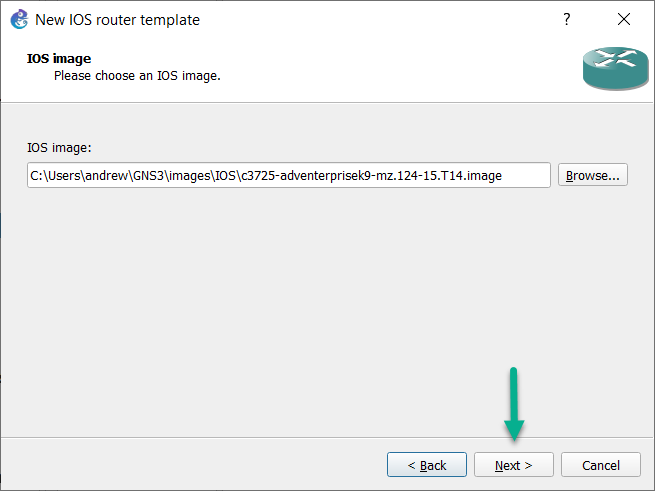 New IOS router template
?
IOS image
Please choose an IOS image.
IOS image:
C:\Users\andrew\GNS3\images\IOS\c3725-adventerprisek9-mz.124-15.T14.image
Browse...
< Back
Next >
Cancel